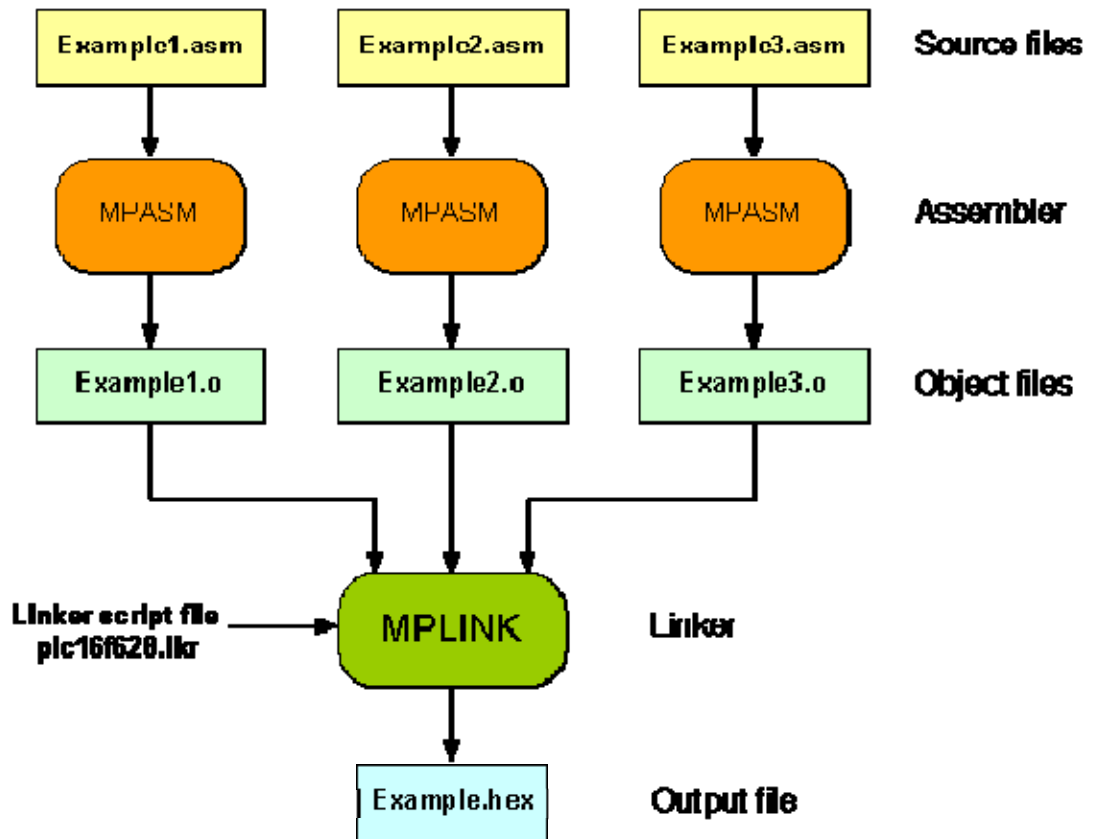 Example1.asm Example2.asm Example3.asm Source files
MPASM MPASM MPASM Assembler
Example1.o Example2.o Example3.o Object files
Linker script file
pic16f628.lkr
MPLINK Linker
Example.hex Output file